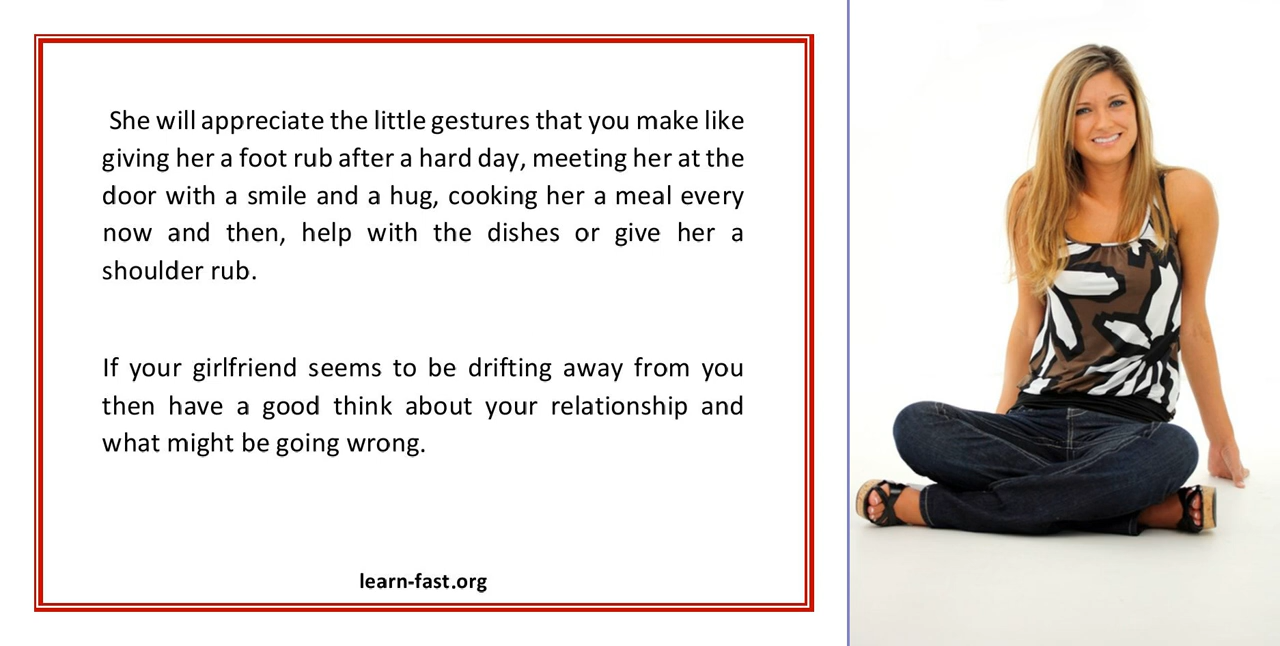 She will appreciate the little gestures that you make like
giving her a foot rub after a hard day, meeting her at the
door with a smile and a hug, cooking her a meal every
now and then, help with the dishes or give her a
shoulder rub.
If your girlfriend seems to be drifting away from you
then have a good think about your relationship and
what might be going wrong.
learn-fast.org